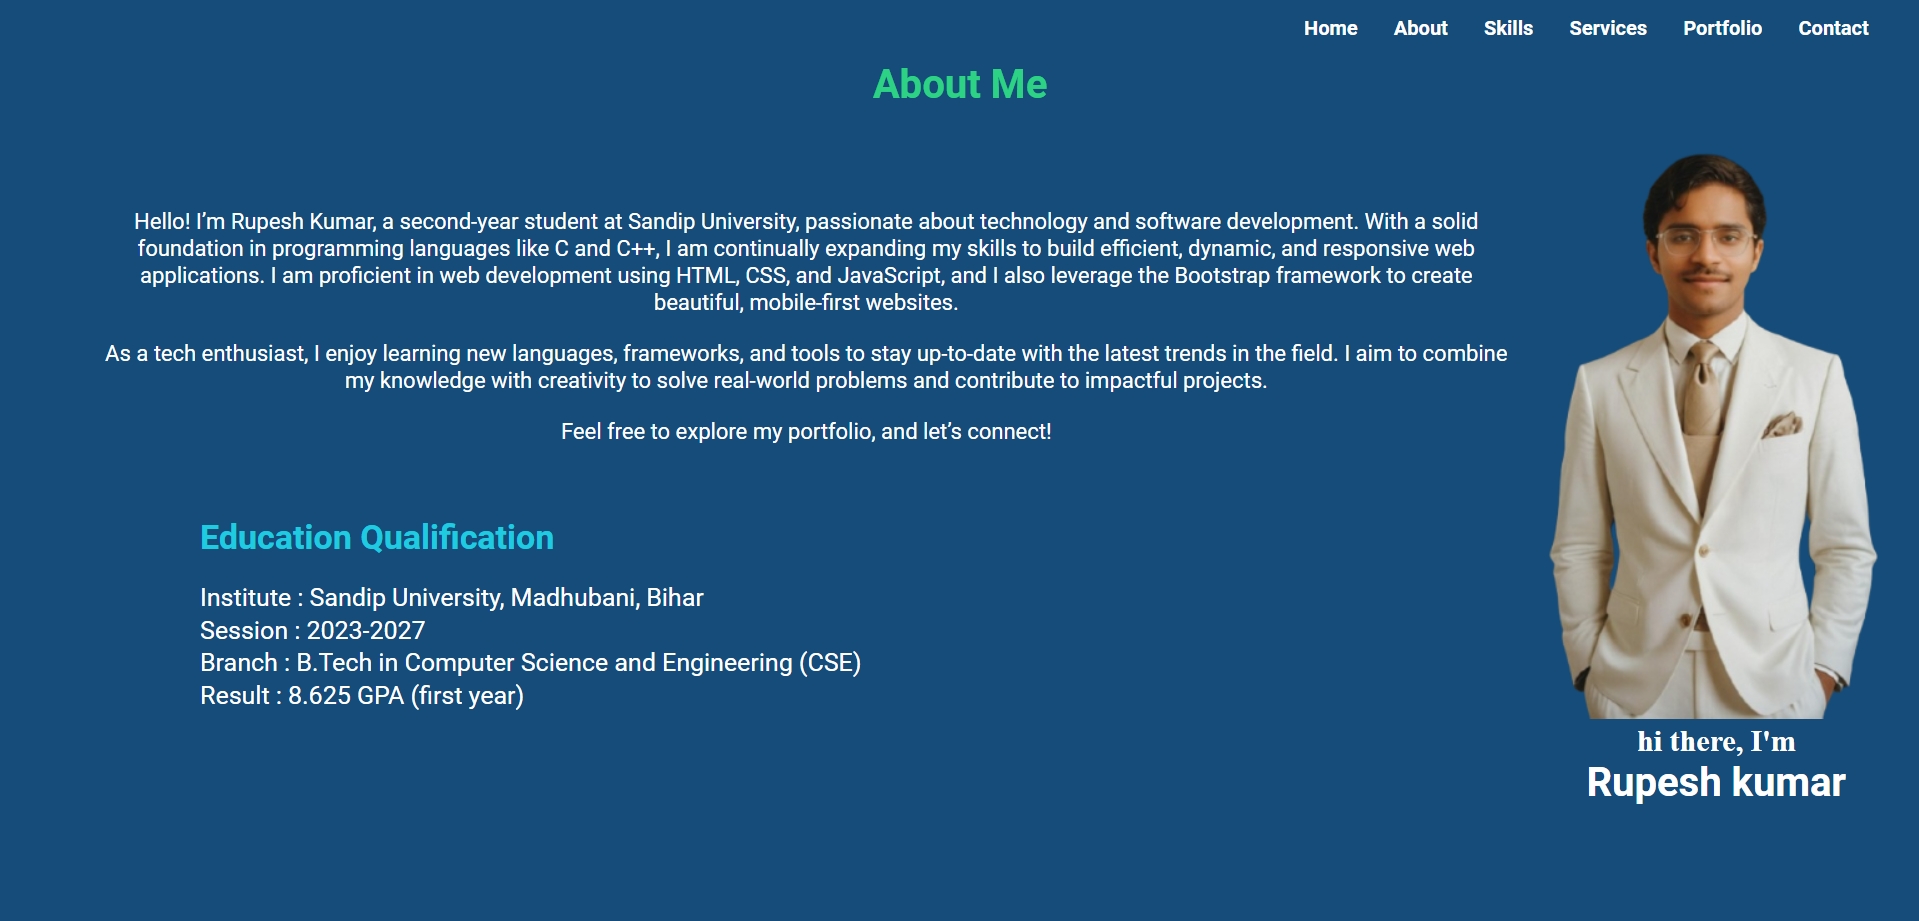 Home About Skills Services Portfolio Contact
About Me
Hello! I’m Rupesh Kumar, a second-year student at Sandip University, passionate about technology and software development. With a solid
foundation in programming languages like C and C++, I am continually expanding my skills to build efficient, dynamic, and responsive web
applications. I am proficient in web development using HTML, CSS, and JavaScript, and I also leverage the Bootstrap framework to create
beautiful, mobile-first websites.
As a tech enthusiast, I enjoy learning new languages, frameworks, and tools to stay up-to-date with the latest trends in the field. I aim to combine
my knowledge with creativity to solve real-world problems and contribute to impactful projects.
Feel free to explore my portfolio, and let’s connect!
Education Qualification
Institute : Sandip University, Madhubani, Bihar
Session : 2023-2027
Branch : B.Tech in Computer Science and Engineering (CSE)
Result : 8.625 GPA (first year)
hi there, I'm
Rupesh kumar